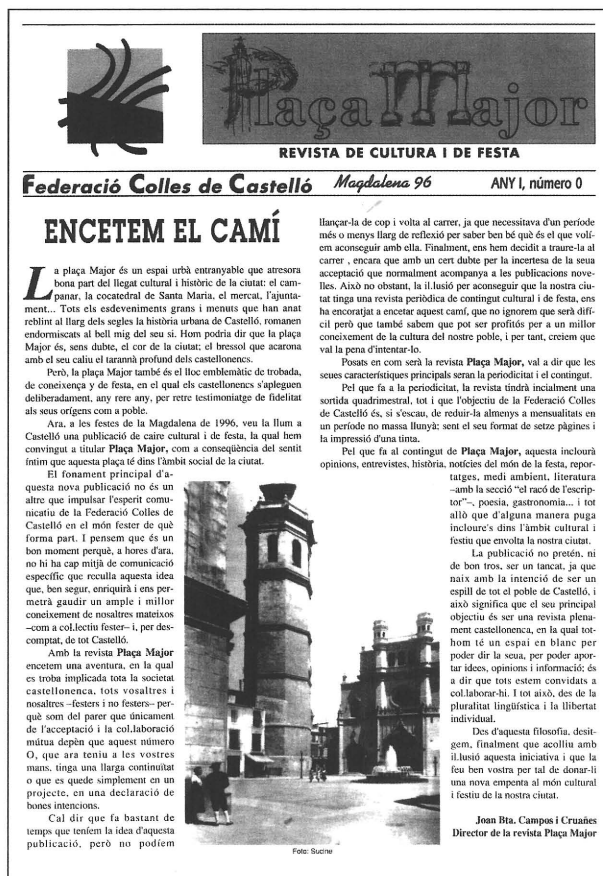 Plaça Major
REVISTA DE CULTURA I DE FESTA
Federació Colles de Castelló
Magdalena 96
ANY I, número 0
ENCETEM EL CAMÍ
La plaça Major és un espai urbà entranyable que atresora
bona part del llegat cultural i històric de la ciutat: el cam-
panar, la cocatedral de Santa Maria, el mercat, l'ajunta-
ment... Tots els esdeveniments grans i menuts que han anat
reblint al llarg dels segles la història urbana de Castelló, romanen
endormiscats al bell mig del seu si. Hom podria dir que la plaça
Major és, sens dubte, el cor de la ciutat; el bressol que acarona
amb el seu caliu el tarannà profund dels castellonencs.
Però, la plaça Major també és el lloc emblemàtic de trobada,
de coneixença y de festa, en el qual els castellonencs s'apleguen
deliberadament, any rere any, per retre testimoniatge de fidelitat
als seus orígens com a poble.
Ara, a les festes de la Magdalena de 1996, veu la llum a
Castelló una publicació de caire cultural i de festa, la qual hem
convingut a titular Plaça Major, com a conseqüència del sentit
íntim que aquesta plaça té dins l'àmbit social de la ciutat.
El fonament principal d'a-
questa nova publicació no és un
altre que impulsar l'esperit comu-
nicatiu de la Federació Colles de
Castelló en el món fester de què
forma part. I pensem que és un
bon moment perquè, a hores d'ara,
no hi ha cap mitjà de comunicació
específic que reculla aquesta idea
que, ben segur, enriquirà i ens per-
metrà gaudir un ample i millor
coneixement de nosaltres mateixos
–com a col.lectiu fester– i, per des-
comptat, de tot Castelló.
Amb la revista Plaça Major
encetem una aventura, en la qual
es troba implicada tota la societat
castellonenca, tots vosaltres i
nosaltres –festers i no festers– per-
què som del parer que únicament
de l'acceptació i la col.laboració
mútua depèn que aquest número
O, que ara teniu a les vostres
mans, tinga una llarga continuïtat
o que es quede simplement en un
projecte, en una declaració de
bones intencions.
Cal dir que fa bastant de
temps que teníem la idea d'aquesta
publicació, però no podíem
llançar-la de cop i volta al carrer, ja que necessitava d'un període
més o menys llarg de reflexió per saber ben bé què és el que volí-
em aconseguir amb ella. Finalment, ens hem decidit a traure-la al
carrer , encara que amb un cert dubte per la incertesa de la seua
acceptació que normalment acompanya a les publicacions nove-
lles. Això no obstant, la il.lusió per aconseguir que la nostra ciu-
tat tinga una revista periòdica de contingut cultural i de festa, ens
ha encoratjat a encetar aquest camí, que no ignorem que serà difí-
cil però que també sabem que pot ser profitós per a un millor
coneixement de la cultura del nostre poble, i per tant, creiem que
val la pena d'intentar-lo.
Posats en com serà la revista Plaça Major, val a dir que les
seues característiques principals seran la periodicitat i el contingut.
Pel que fa a la periodicitat, la revista tindrà incialment una
sortida quadrimestral, tot i que l'objectiu de la Federació Colles
de Castelló és, si s'escau, de reduir-la almenys a mensualitats en
un període no massa llunyà; sent el seu format de setze pàgines i
la impressió d'una tinta.
Pel que fa al contingut de Plaça Major, aquesta inclourà
opinions, entrevistes, història, notícies del món de la festa, repor-
tatges, medi ambient, literatura
–amb la secció "el racó de l'escrip-
tor"–, poesia, gastronomia... i tot
allò que d'alguna manera puga
incloure's dins l'àmbit cultural i
festiu que envolta la nostra ciutat.
La publicació no pretén, ni
de bon tros, ser un tancat, ja que
naix amb la intenció de ser un
espill de tot el poble de Castelló, i
això significa que el seu principal
objectiu és ser una revista plena-
ment castellonenca, en la qual tot-
hom té un espai en blanc per
poder dir la seua, per poder apor-
tar idees, opinions i informació; és
a dir que tots estem convidats a
col.laborar-hi. I tot això, des de la
pluralitat lingüística i la llibertat
individual.
Des d'aquesta filosofia, desit-
gem, finalment que acolliu amb
il.lusió aquesta iniciativa i que la
feu ben vostra per tal de donar-li
una nova empenta al món cultural
i festiu de la nostra ciutat.
Joan Bta. Campos i Cruañes
Director de la revista Plaça Major
Foto: Sucine